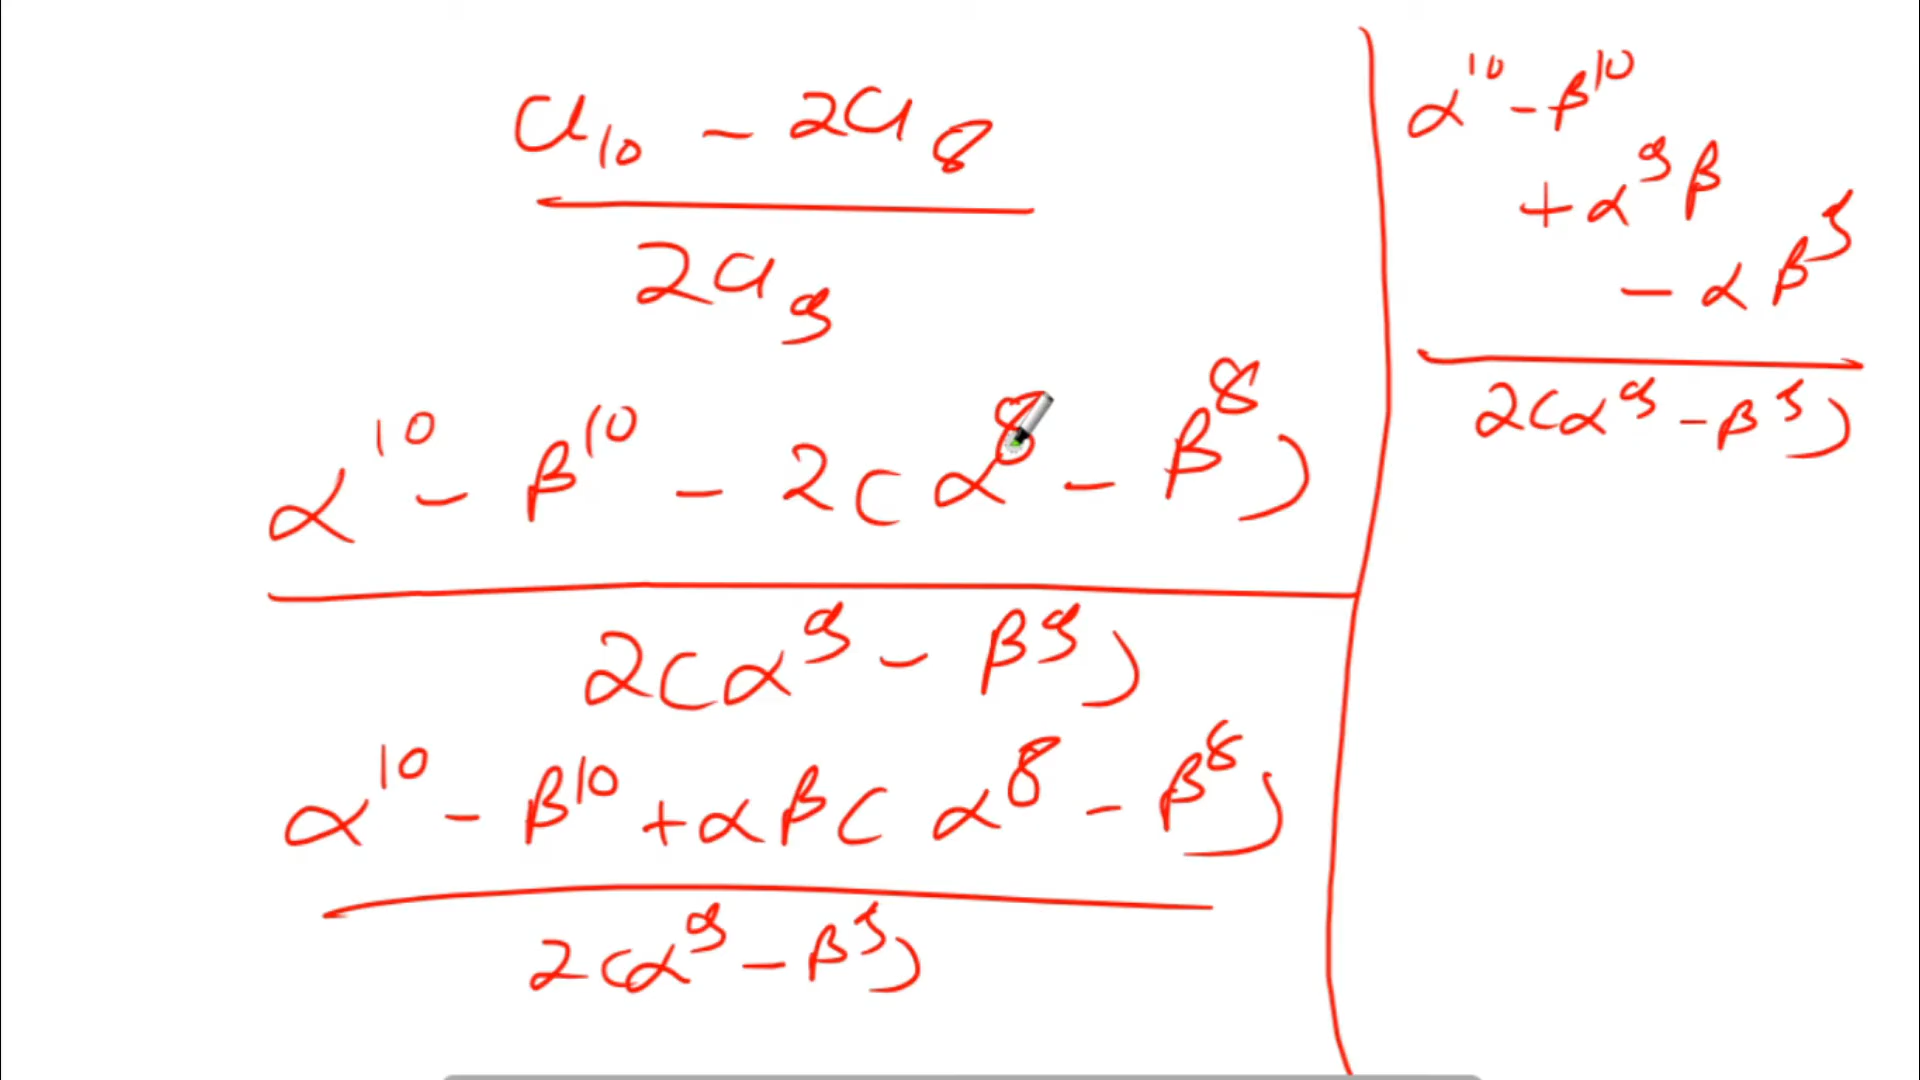 a₁₀ - 2a₈
2a₉
α¹⁰ - β¹⁰ - 2(α⁸ - β⁸)
2(α⁹ - β⁹)
α¹⁰ - β¹⁰ + αβ(α⁸ - β⁸)
2(α⁹ - β⁹)
α¹⁰ - β¹⁰
+ α⁹β
- αβ⁹
2(α⁹ - β⁹)